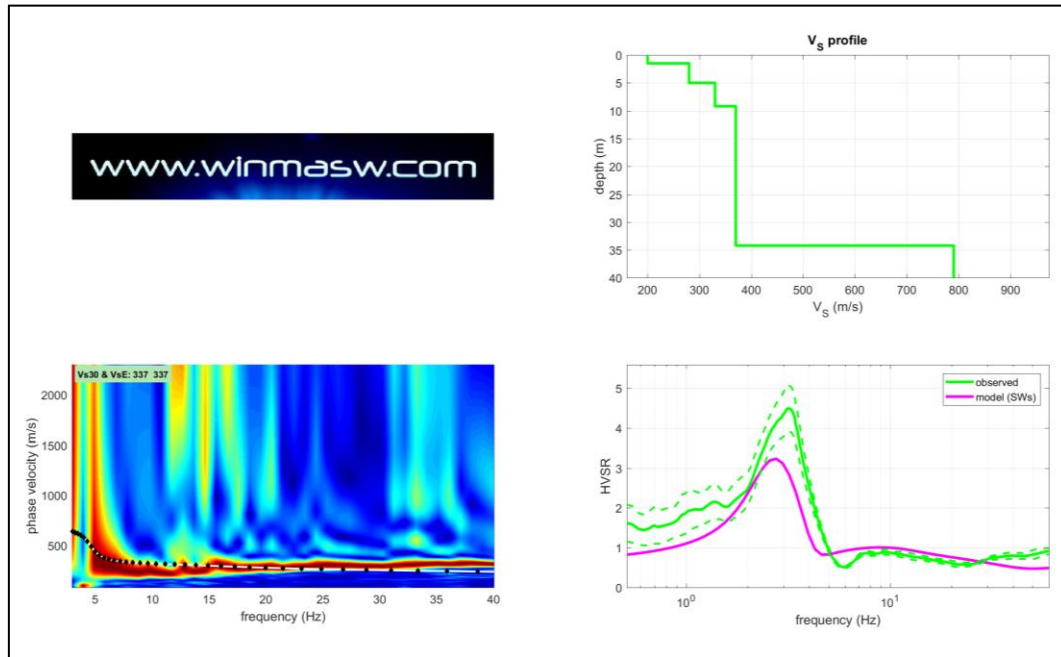 www.winmasw.com
V_S profile
0
5
10
15
20
25
30
35
40
depth (m)
200 300 400 500 600 700 800 900
V_S (m/s)
Vs30 & VsE: 337 337
2000
1500
1000
500
phase velocity (m/s)
5 10 15 20 25 30 35 40
frequency (Hz)
observed
model (SWs)
5
4
3
2
1
0
HVSR
10^0 10^1
frequency (Hz)